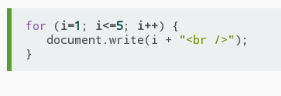 for (i=1; i<=5; i++) {
document.write(i + "<br />");
}